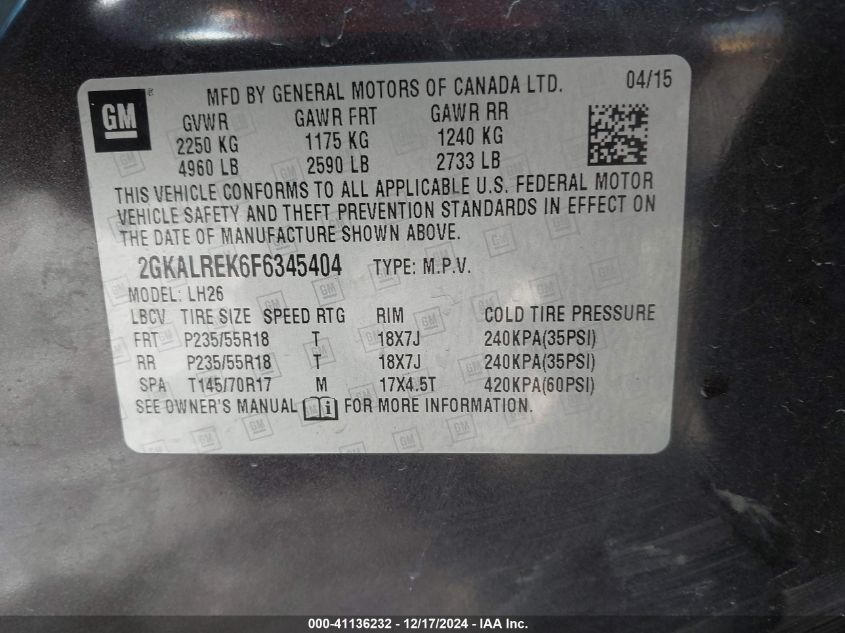 GM
®
MFD BY GENERAL MOTORS OF CANADA LTD. 04/15
GVWR GAWR FRT GAWR RR
2250 KG 1175 KG 1240 KG
4960 LB 2590 LB 2733 LB
THIS VEHICLE CONFORMS TO ALL APPLICABLE U.S. FEDERAL MOTOR
VEHICLE SAFETY AND THEFT PREVENTION STANDARDS IN EFFECT ON
THE DATE OF MANUFACTURE SHOWN ABOVE.
2GKALREK6F6345404 TYPE: M.P.V.
MODEL: LH26
LBCV TIRE SIZE SPEED RTG RIM COLD TIRE PRESSURE
FRT P235/55R18 T 18X7J 240KPA(35PSI)
RR P235/55R18 T 18X7J 240KPA(35PSI)
SPA T145/70R17 M 17X4.5T 420KPA(60PSI)
SEE OWNER'S MANUAL i FOR MORE INFORMATION.
000-41136232 - 12/17/2024 - IAA Inc.